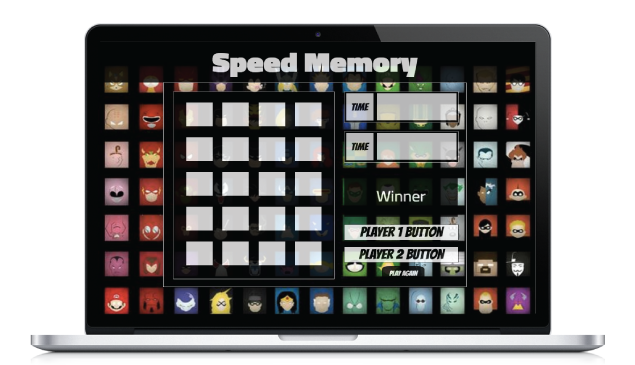 Speed Memory
TIME
TIME
Winner
PLAYER 1 BUTTON
PLAYER 2 BUTTON
PLAY AGAIN